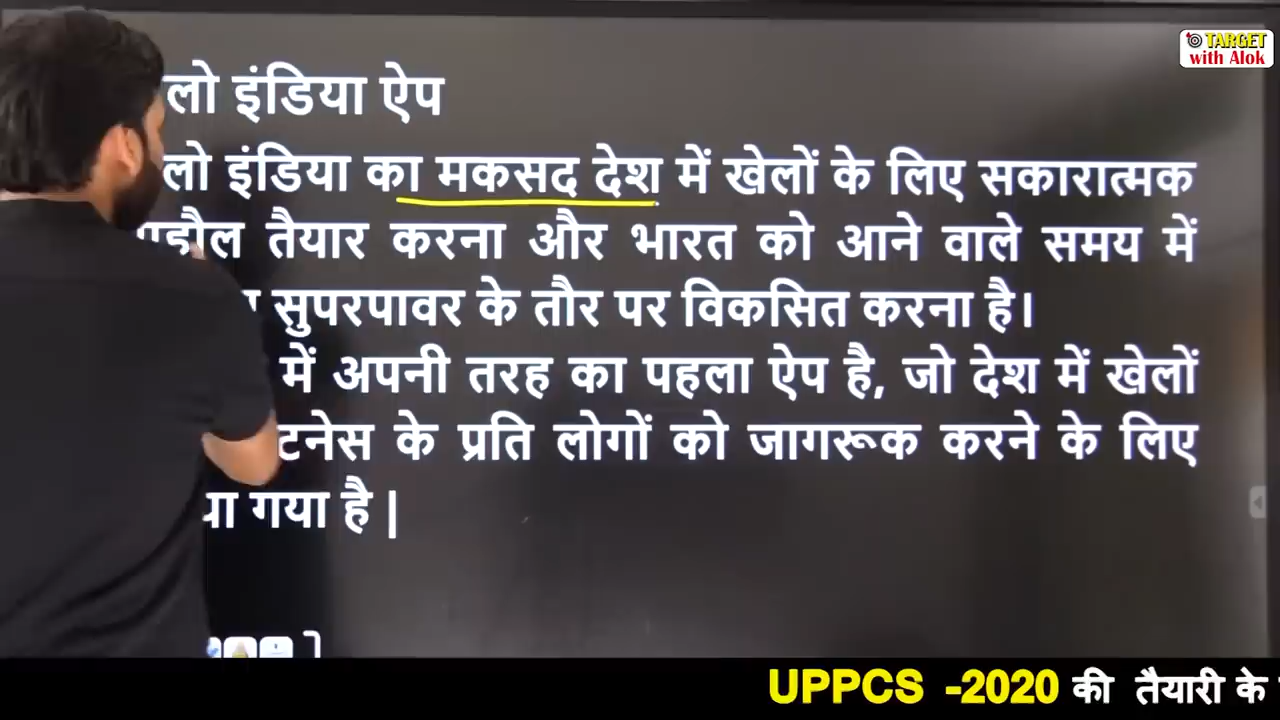 TARGET
with Alok
लो इंडिया ऐप
लो इंडिया का मकसद देश में खेलों के लिए सकारात्मक
तैयार करना और भारत को आने वाले समय में
सुपरपावर के तौर पर विकसित करना है।
में अपनी तरह का पहला ऐप है, जो देश में खेलों
टनेस के प्रति लोगों को जागरूक करने के लिए
या गया है |
UPPCS -2020 की तैयारी के